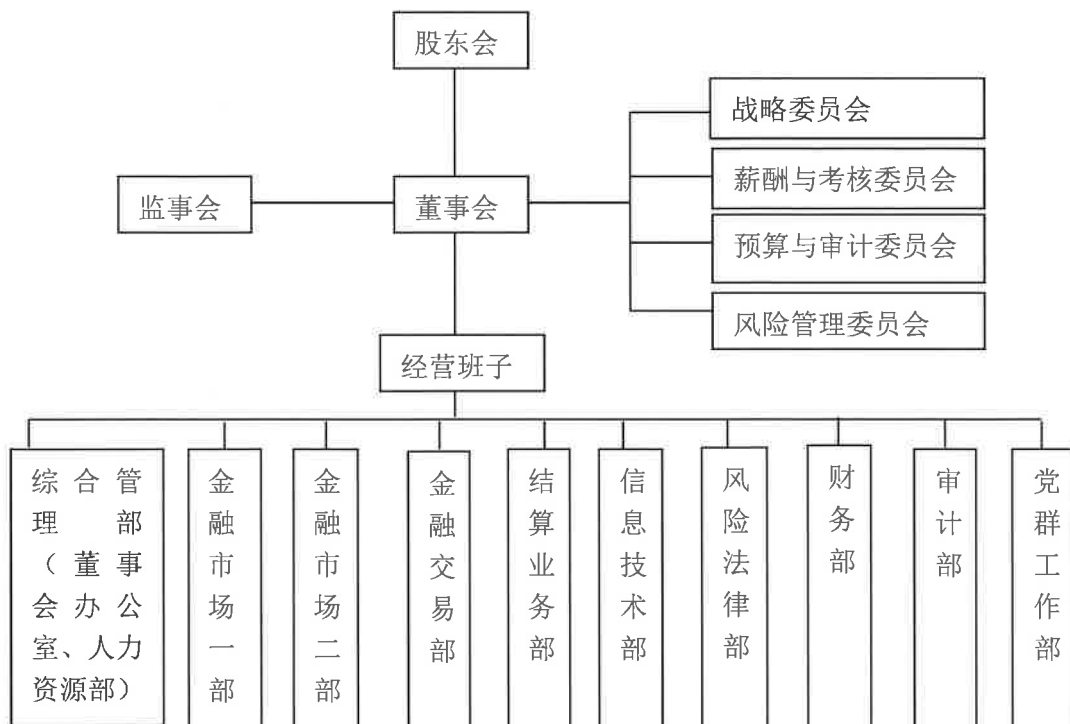 股东会
战略委员会
薪酬与考核委员会
监事会
董事会
预算与审计委员会
风险管理委员会
经营班子
综合管
理部
（董事
会办公
室、人力
资源部）
金融市场一部
金融市场二部
金融交易部
结算业务部
信息技术部
风险法律部
财务部
审计部
党群工作部